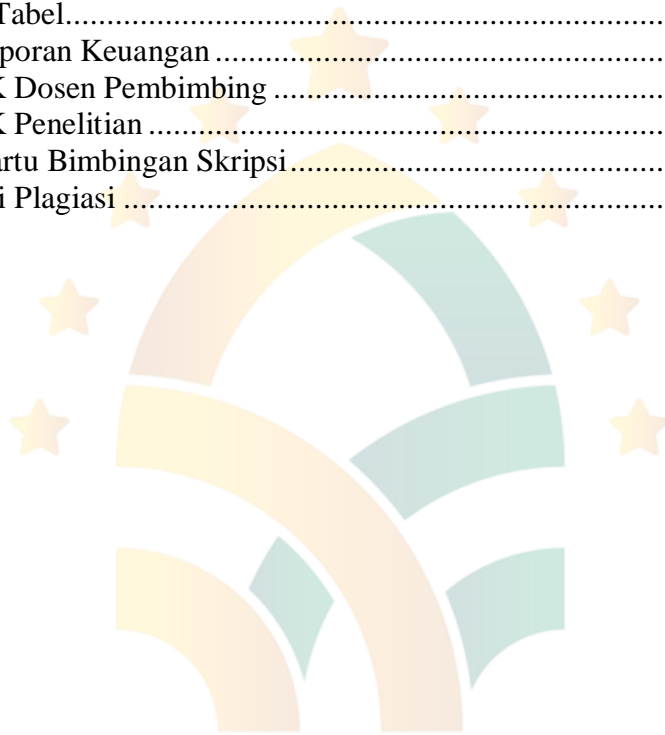 Tabel................................................................................
poran Keuangan ..........................................................
K Dosen Pembimbing ..................................................
K Penelitian ...................................................................
artu Bimbingan Skripsi.................................................
i Plagiasi .......................................................................